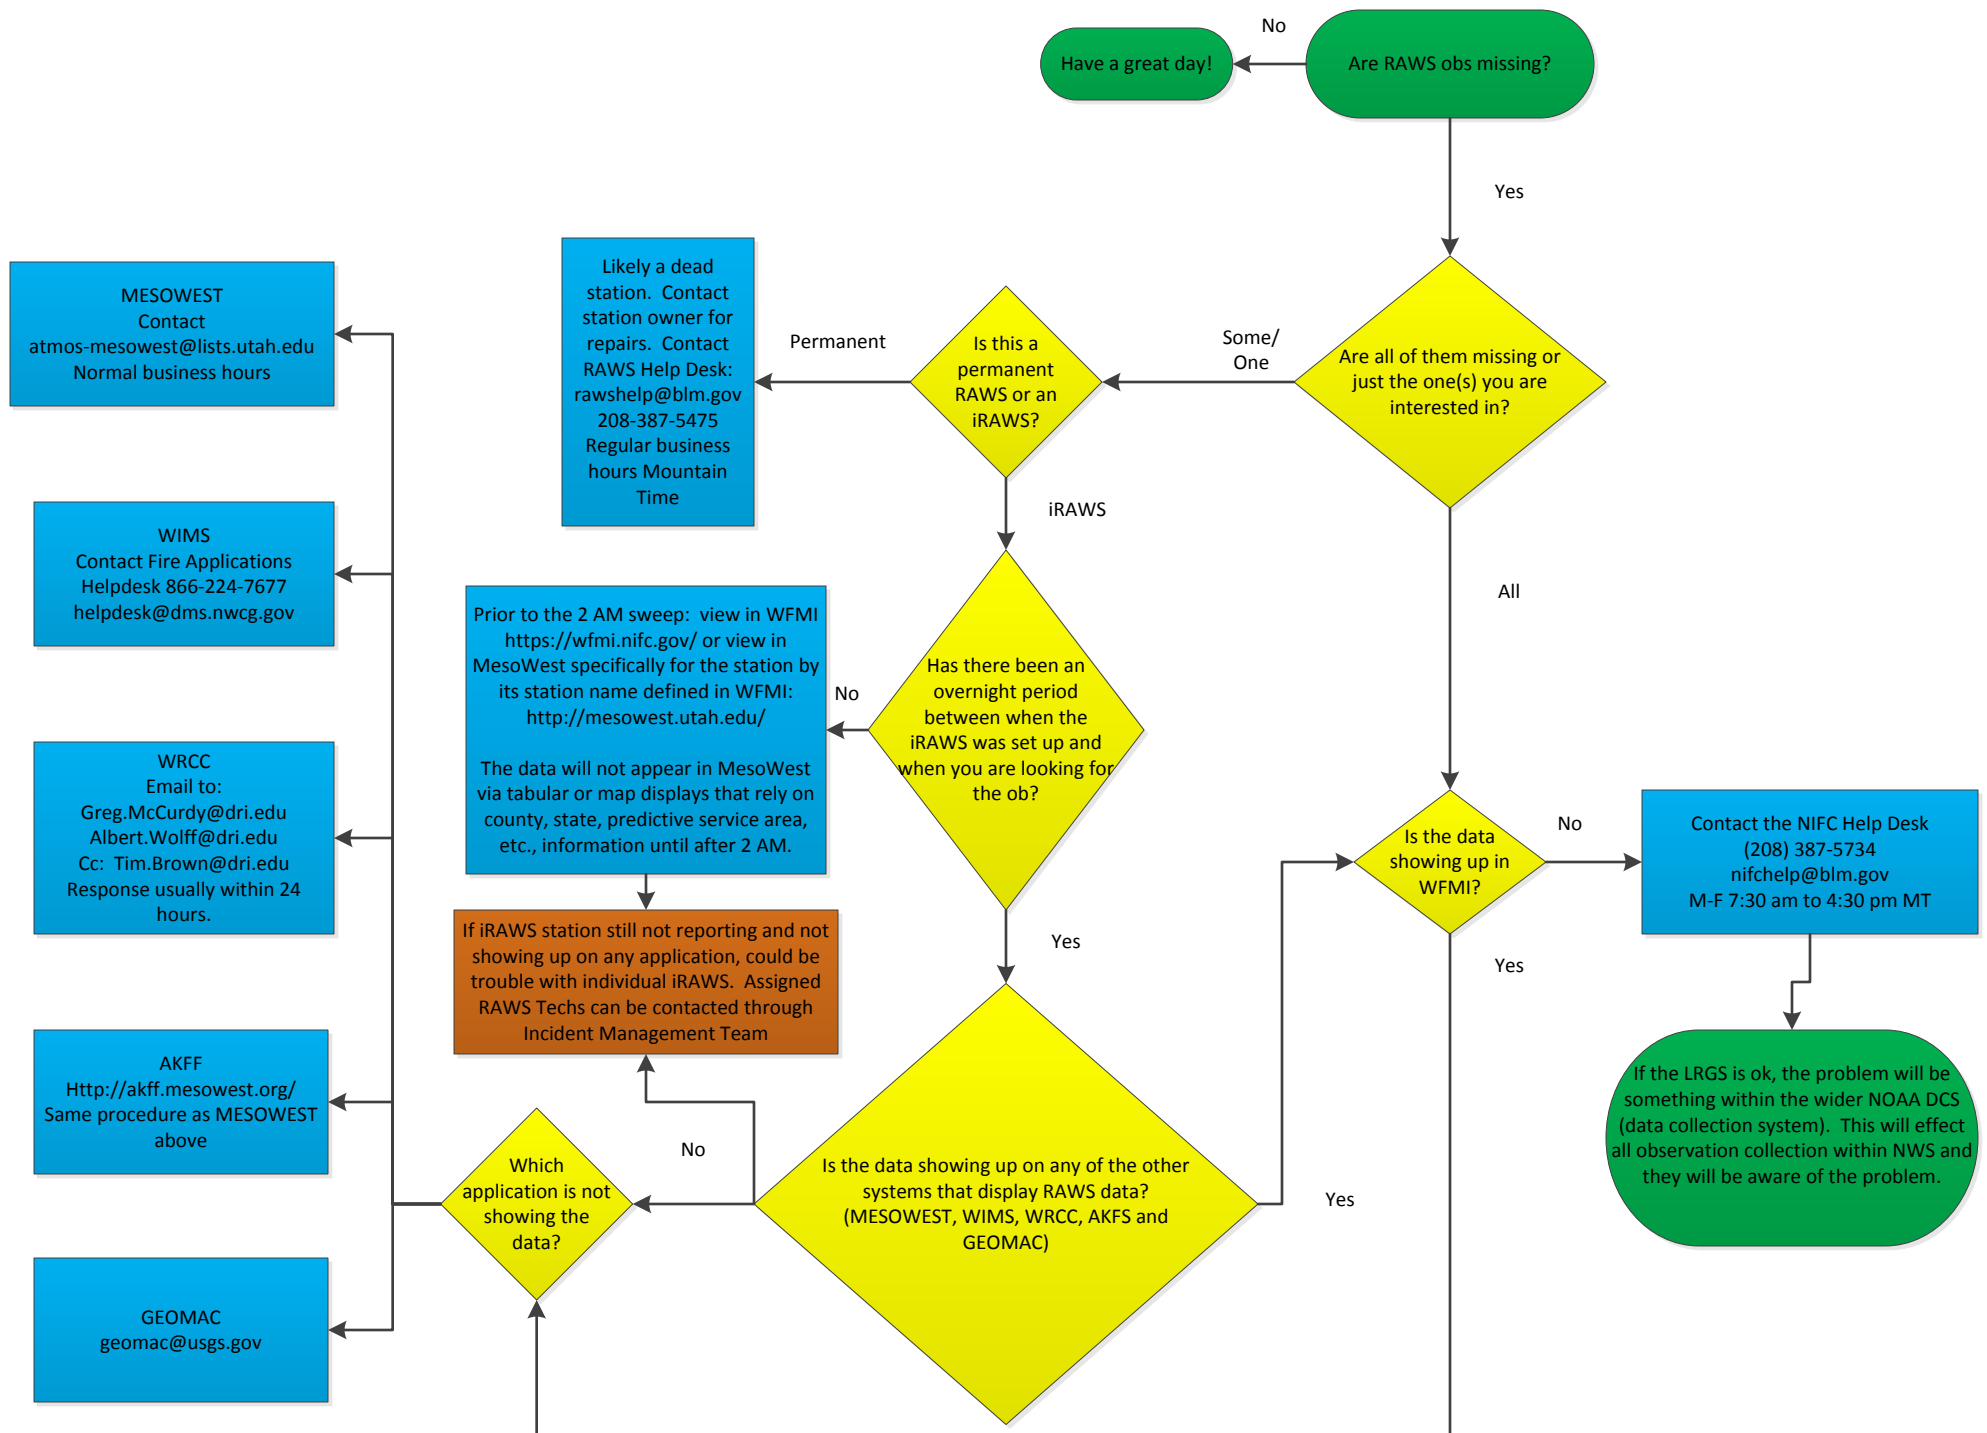 No
Have a great day!
Are RAWS obs missing?
Yes
Are all of them missing or
just the one(s) you are
interested in?
Some/
One
Is this a
permanent
RAWS or an
iRAWS?
Permanent
Likely a dead
station.  Contact
station owner for
repairs.  Contact
RAWS Help Desk:
rawshelp@blm.gov
208-387-5475
Regular business
hours Mountain
Time
iRAWS
All
Has there been an
overnight period
between when the
iRAWS was set up and
when you are looking for
the ob?
No
Prior to the 2 AM sweep:  view in WFMI
https://wfmi.nifc.gov/ or view in
MesoWest specifically for the station by
its station name defined in WFMI:
http://mesowest.utah.edu/
The data will not appear in MesoWest
via tabular or map displays that rely on
county, state, predictive service area,
etc., information until after 2 AM.
If iRAWS station still not reporting and not
showing up on any application, could be
trouble with individual iRAWS.  Assigned
RAWS Techs can be contacted through
Incident Management Team
Yes
Is the data showing up on any of the other
systems that display RAWS data?
(MESOWEST, WIMS, WRCC, AKFS and
GEOMAC)
No
Yes
Is the data
showing up in
WFMI?
No
Yes
Contact the NIFC Help Desk
(208) 387-5734
nifchelp@blm.gov
M-F 7:30 am to 4:30 pm MT
If the LRGS is ok, the problem will be
something within the wider NOAA DCS
(data collection system).  This will effect
all observation collection within NWS and
they will be aware of the problem.
Which
application is not
showing the
data?
MESOWEST
Contact
atmos-mesowest@lists.utah.edu
Normal business hours
WIMS
Contact Fire Applications
Helpdesk 866-224-7677
helpdesk@dms.nwcg.gov
WRCC
Email to:
Greg.McCurdy@dri.edu
Albert.Wolff@dri.edu
Cc:  Tim.Brown@dri.edu
Response usually within 24
hours.
AKFF
Http://akff.mesowest.org/
Same procedure as MESOWEST
above
GEOMAC
geomac@usgs.gov